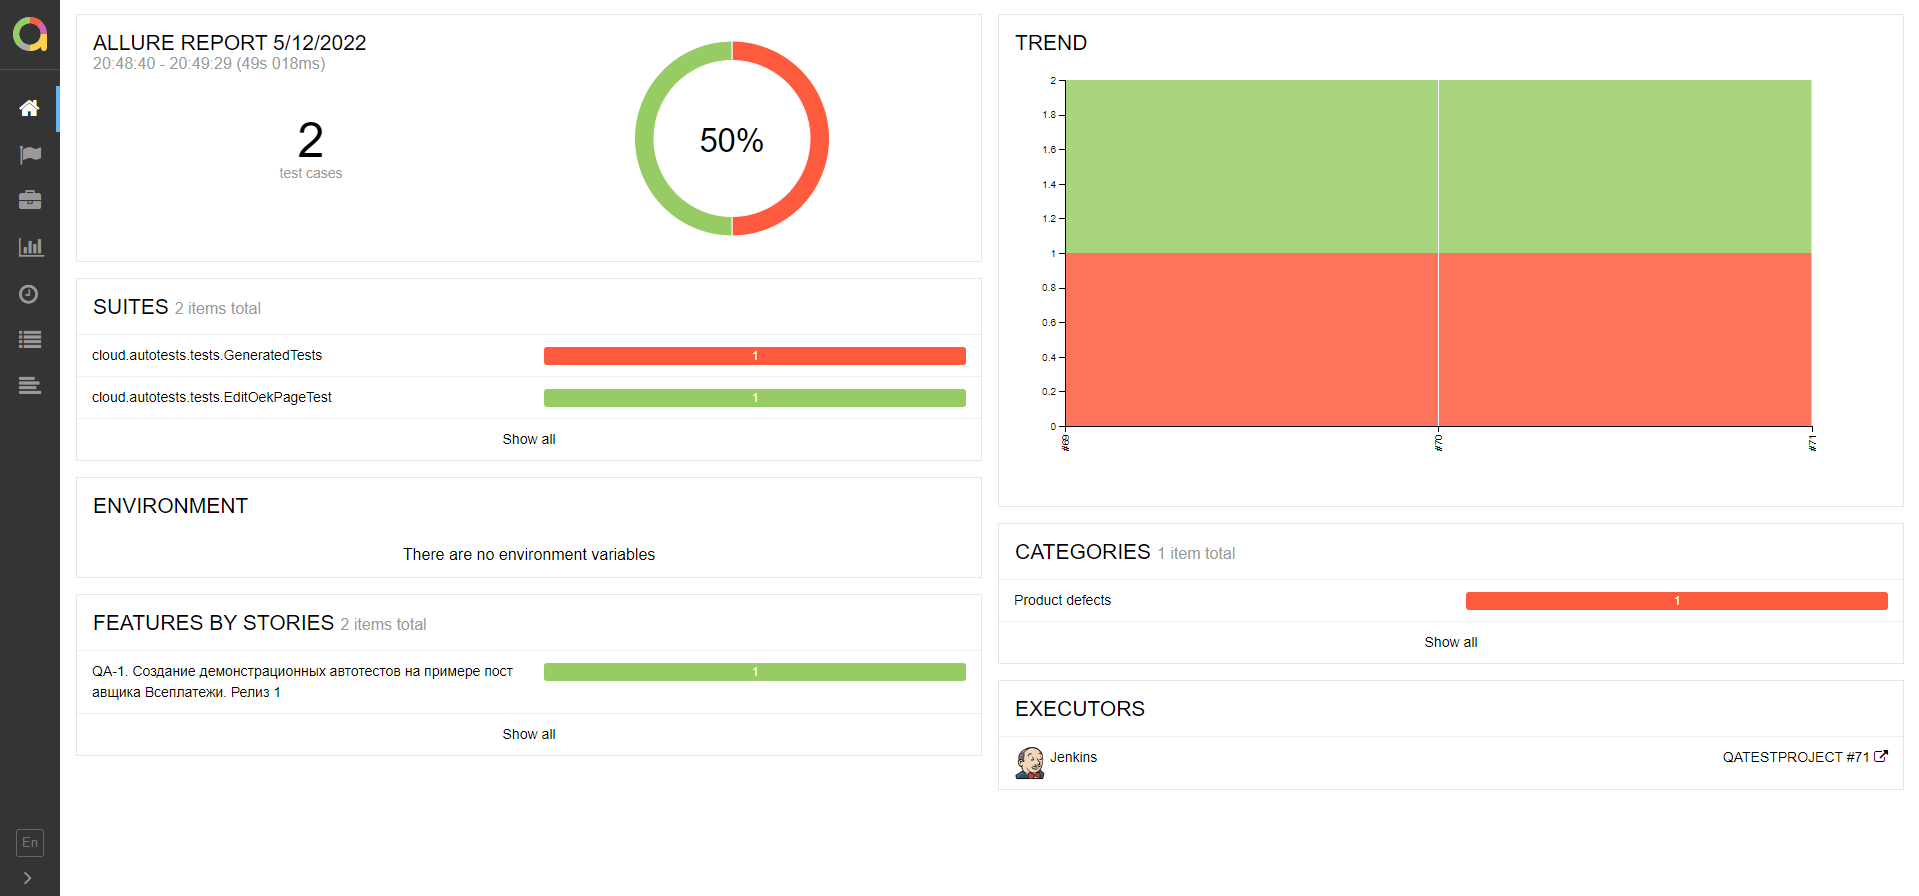 ALLURE REPORT 5/12/2022
20:48:40 - 20:49:29 (49s 018ms)
2
test cases
50%
SUITES 2 items total
cloud.autotests.tests.GeneratedTests 1
cloud.autotests.tests.EditOekPageTest 1
Show all
ENVIRONMENT
There are no environment variables
FEATURES BY STORIES 2 items total
QA-1. Создание демонстрационных автотестов на примере пост
авщика Всеплатежи. Релиз 1
1
Show all
TREND
2
1.8
1.6
1.4
1.2
1
0.8
0.6
0.4
0.2
0
#69
#70
#71
CATEGORIES 1 item total
Product defects 1
Show all
EXECUTORS
Jenkins QATESTPROJECT #71
En